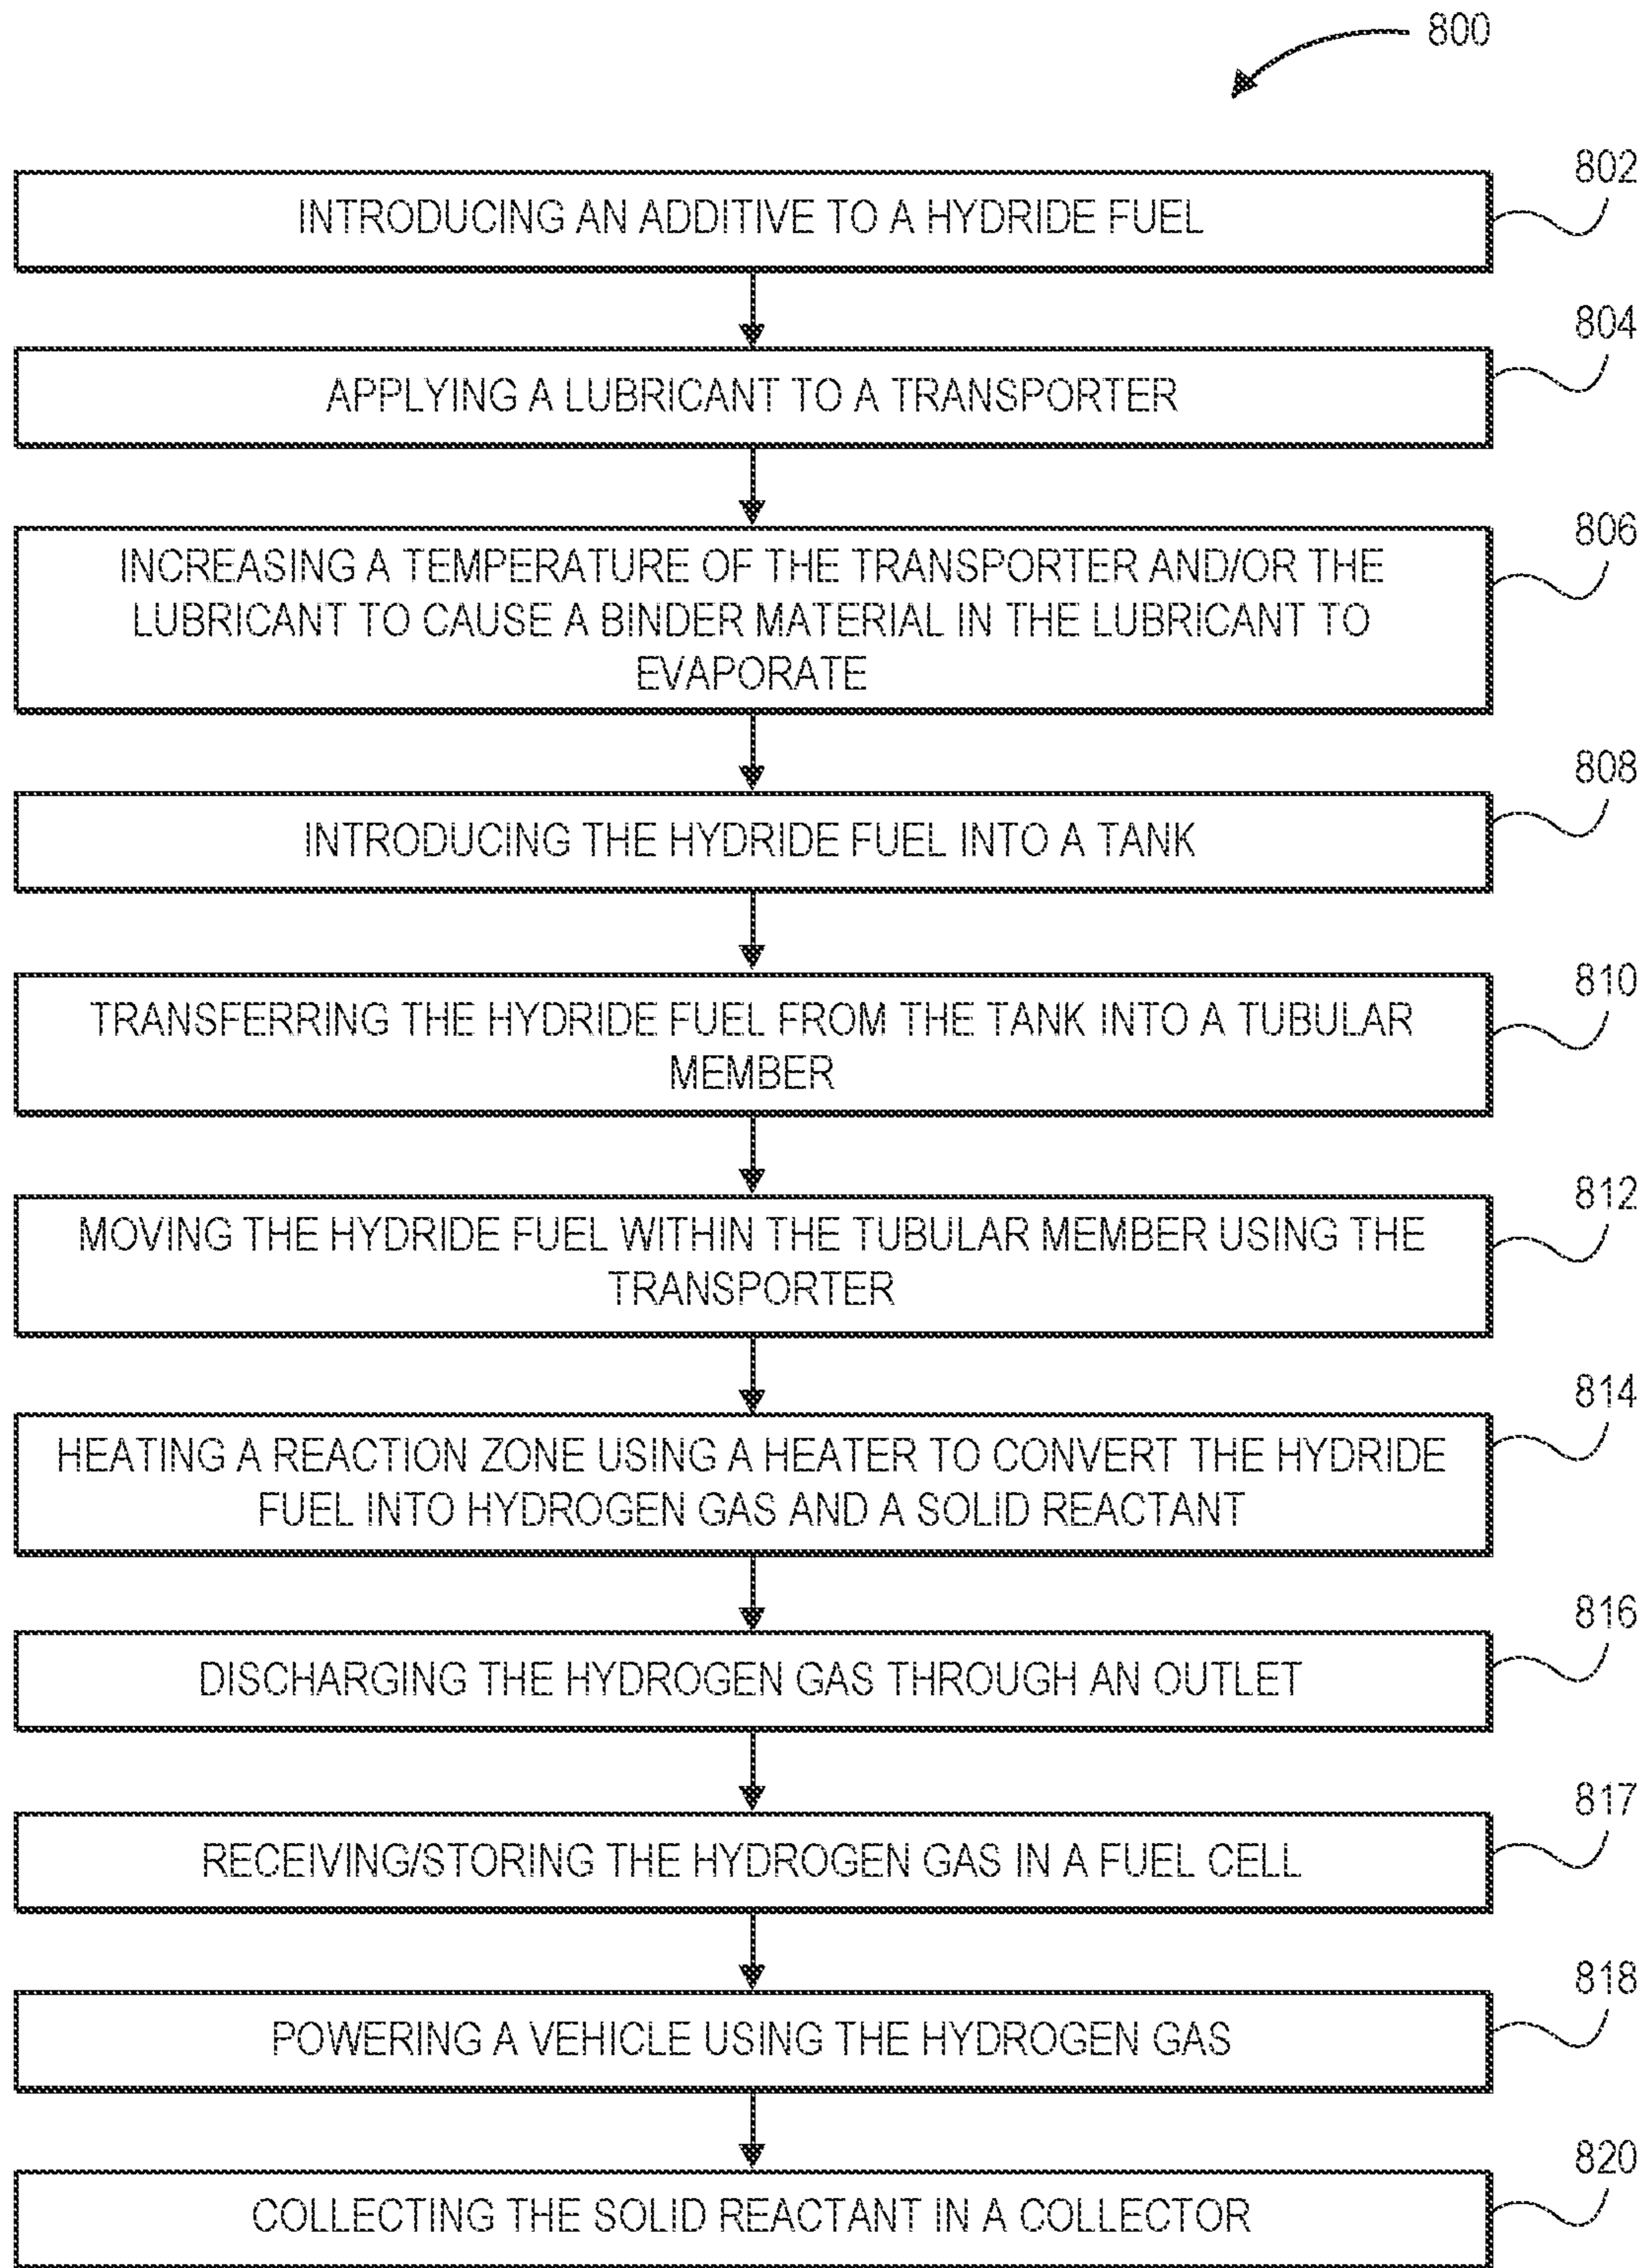 800
802
INTRODUCING AN ADDITIVE TO A HYDRIDE FUEL
804
APPLYING A LUBRICANT TO A TRANSPORTER
806
INCREASING A TEMPERATURE OF THE TRANSPORTER AND/OR THE
LUBRICANT TO CAUSE A BINDER MATERIAL IN THE LUBRICANT TO
EVAPORATE
808
INTRODUCING THE HYDRIDE FUEL INTO A TANK
810
TRANSFERRING THE HYDRIDE FUEL FROM THE TANK INTO A TUBULAR
MEMBER
812
MOVING THE HYDRIDE FUEL WITHIN THE TUBULAR MEMBER USING THE
TRANSPORTER
814
HEATING A REACTION ZONE USING A HEATER TO CONVERT THE HYDRIDE
FUEL INTO HYDROGEN GAS AND A SOLID REACTANT
816
DISCHARGING THE HYDROGEN GAS THROUGH AN OUTLET
817
RECEIVING/STORING THE HYDROGEN GAS IN A FUEL CELL
818
POWERING A VEHICLE USING THE HYDROGEN GAS
820
COLLECTING THE SOLID REACTANT IN A COLLECTOR